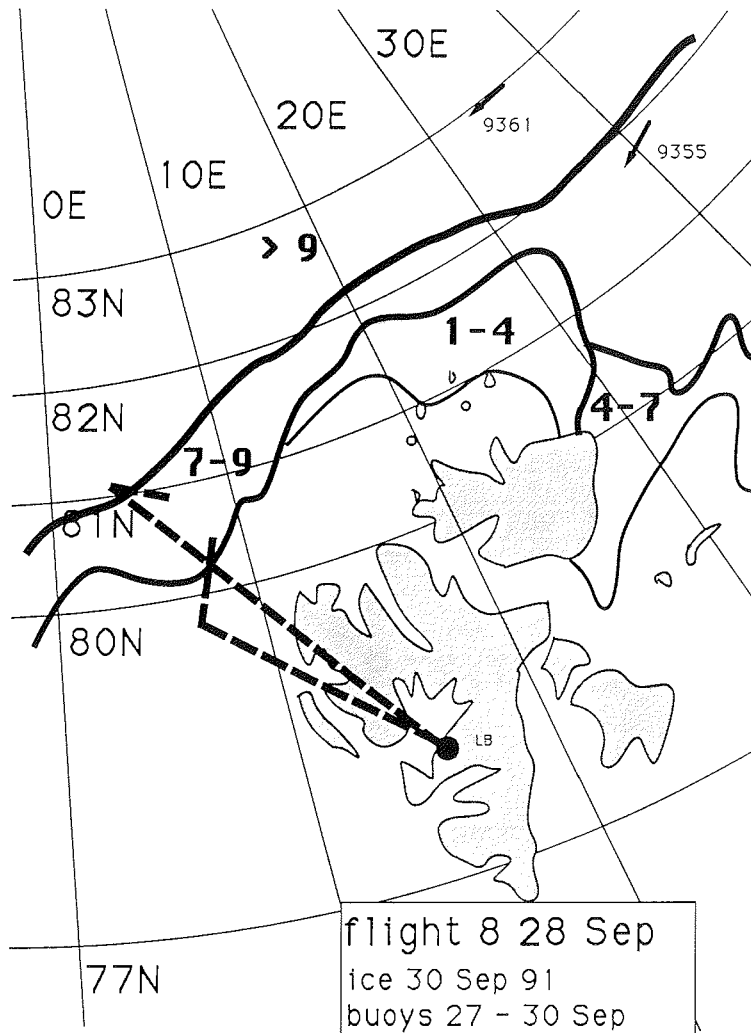 30E
9361
20E
9355
10E
0E
> 9
83N
1-4
82N
4-7
7-9
81N
80N
LB
flight 8 28 Sep
77N
ice 30 Sep 91
buoys 27 - 30 Sep